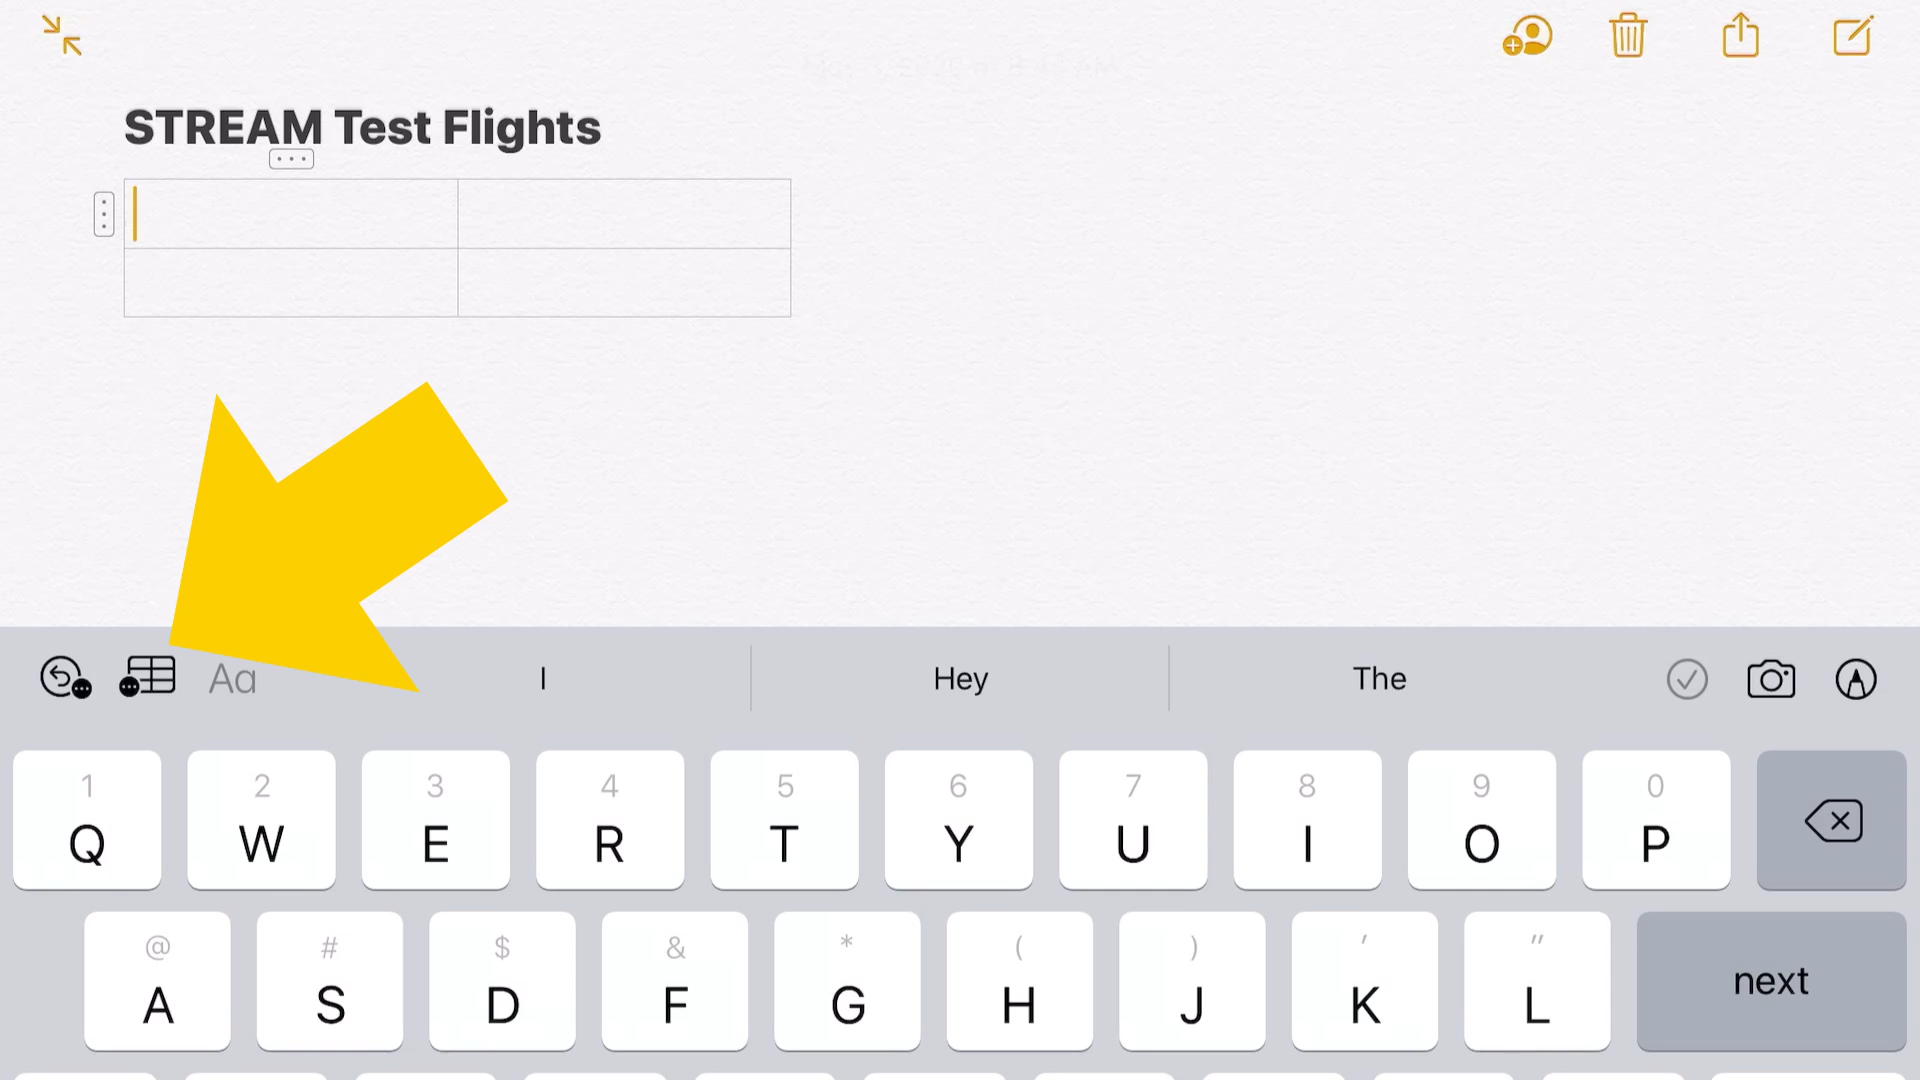 STREAM Test Flights
Aa
I
Hey
The
1 2 3 4 5 6 7 8 9 0
Q W E R T Y U I O P
@ # $ & * ( ) ' "
A S D F G H J K L
next